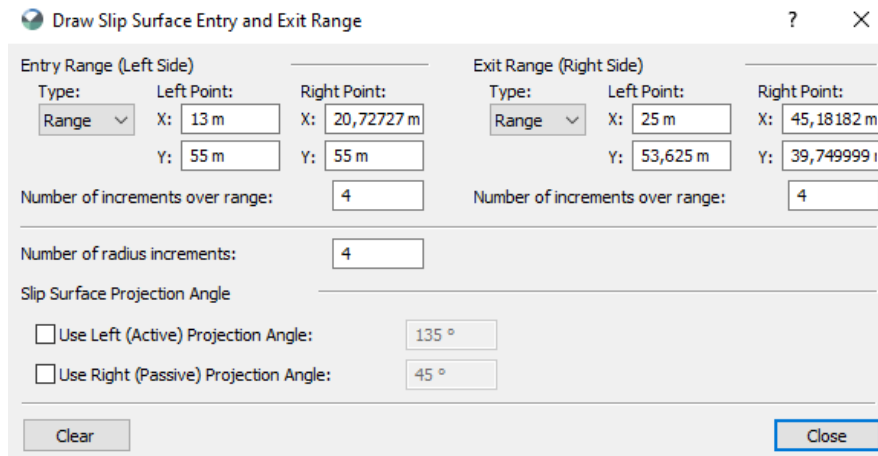 Draw Slip Surface Entry and Exit Range ? ×
Entry Range (Left Side) Exit Range (Right Side)
Type: Left Point: Right Point: Type: Left Point: Right Point:
Range X: 13 m X: 20,72727 m Range X: 25 m X: 45,18182 m
Y: 55 m Y: 55 m Y: 53,625 m Y: 39,749999
Number of increments over range: 4 Number of increments over range: 4
Number of radius increments: 4
Slip Surface Projection Angle
Use Left (Active) Projection Angle: 135 °
Use Right (Passive) Projection Angle: 45 °
Clear Close